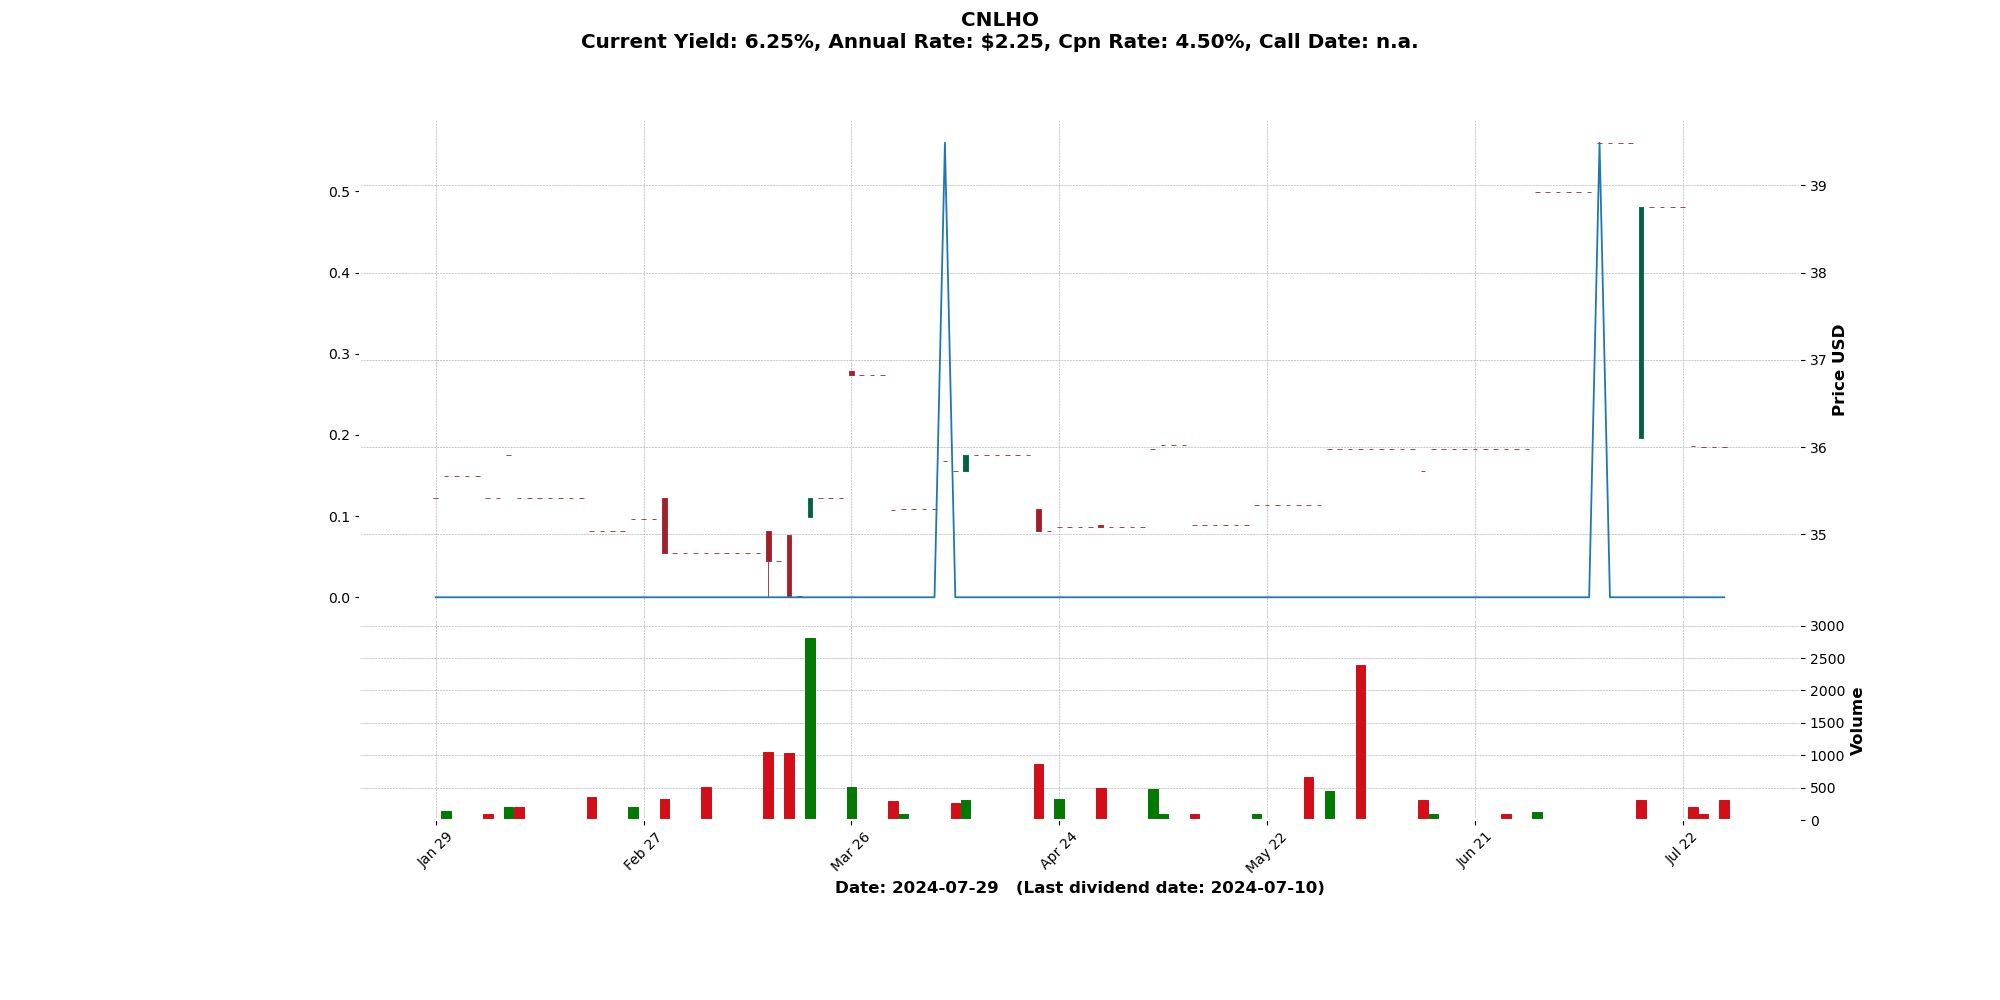 CNLHO
Current Yield: 6.25%, Annual Rate: $2.25, Cpn Rate: 4.50%, Call Date: n.a.
0.5
0.4
0.3
0.2
0.1
0.0
39
38
37
36
35
Price USD
3000
2500
2000
1500
1000
500
0
Volume
Jan 29
Feb 27
Mar 26
Apr 24
May 22
Jun 21
Jul 22
Date: 2024-07-29   (Last dividend date: 2024-07-10)